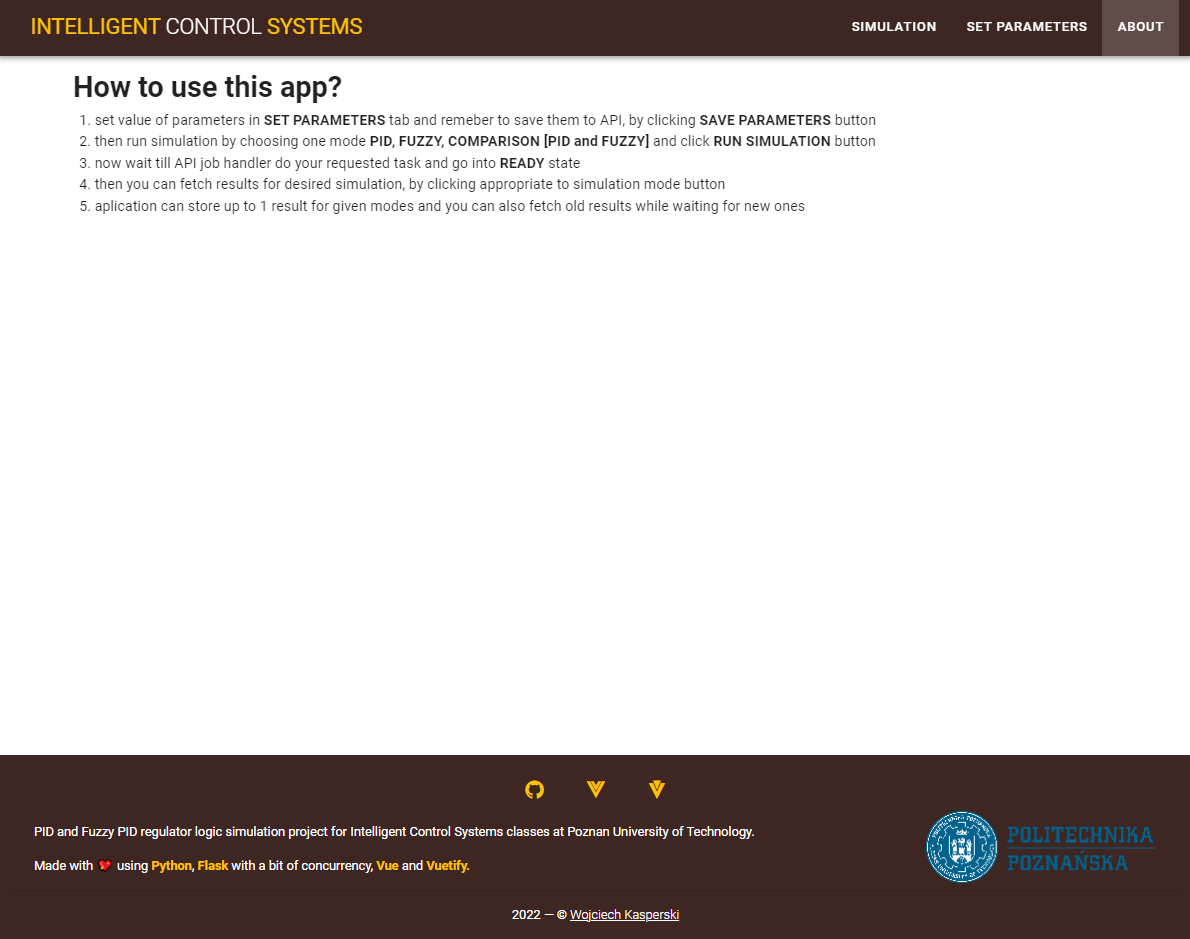 INTELLIGENT CONTROL SYSTEMS
SIMULATION SET PARAMETERS ABOUT
How to use this app?
1. set value of parameters in SET PARAMETERS tab and remeber to save them to API, by clicking SAVE PARAMETERS button
2. then run simulation by choosing one mode PID, FUZZY, COMPARISON [PID and FUZZY] and click RUN SIMULATION button
3. now wait till API job handler do your requested task and go into READY state
4. then you can fetch results for desired simulation, by clicking appropriate to simulation mode button
5. aplication can store up to 1 result for given modes and you can also fetch old results while waiting for new ones
PID and Fuzzy PID regulator logic simulation project for Intelligent Control Systems classes at Poznan University of Technology.
Made with ❤ using Python, Flask with a bit of concurrency, Vue and Vuetify.
POLITECHNIKA
POZNAŃSKA
2022 — © Wojciech Kasperski